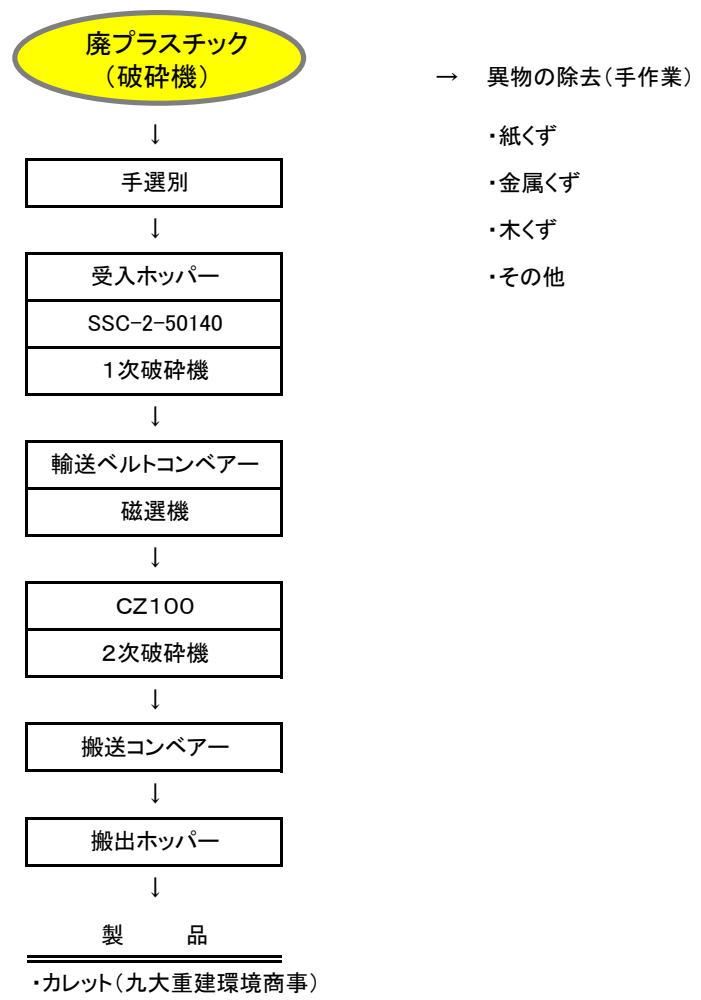 廃プラスチック
（破砕機）
→ 異物の除去（手作業）
↓
・紙くず
手選別
・金属くず
↓
・木くず
受入ホッパー
・その他
SSC-2-50140
１次破砕機
↓
輸送ベルトコンベアー
磁選機
↓
ＣＺ１００
２次破砕機
↓
搬送コンベアー
↓
搬出ホッパー
↓
製　　品
・カレット（九大重建環境商事）